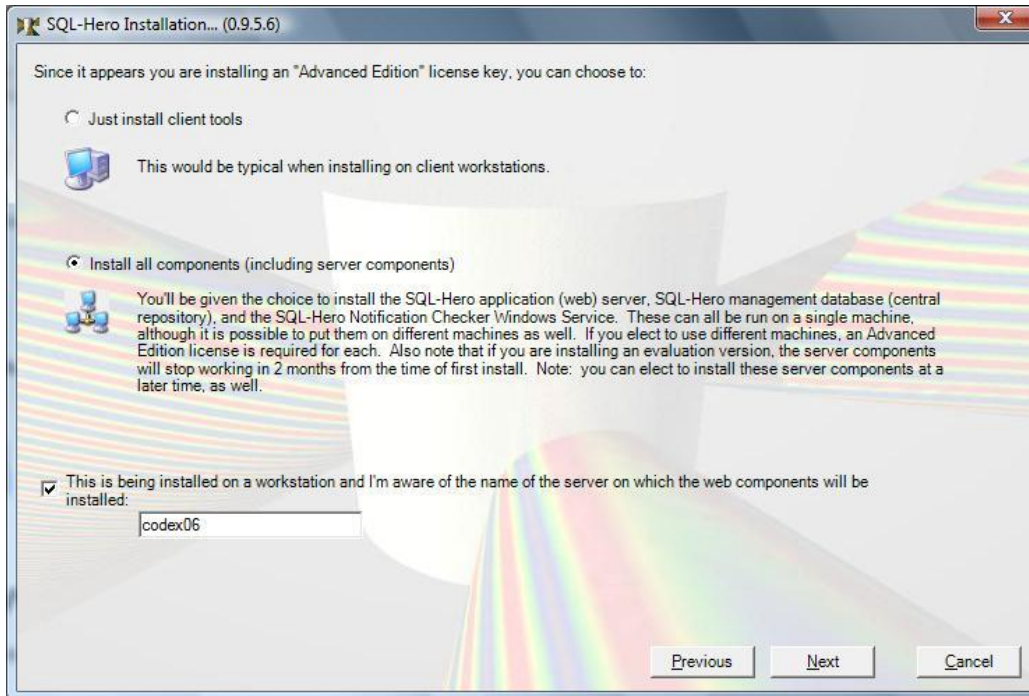 SQL-Hero Installation... (0.9.5.6)
Since it appears you are installing an "Advanced Edition" license key, you can choose to:
Just install client tools
This would be typical when installing on client workstations.
Install all components (including server components)
You'll be given the choice to install the SQL-Hero application (web) server, SQL-Hero management database (central
repository), and the SQL-Hero Notification Checker Windows Service.  These can all be run on a single machine,
although it is possible to put them on different machines as well.  If you elect to use different machines, an Advanced
Edition license is required for each.  Also note that if you are installing an evaluation version, the server components
will stop working in 2 months from the time of first install.  Note:  you can elect to install these server components at a
later time, as well.
This is being installed on a workstation and I'm aware of the name of the server on which the web components will be
installed:
codex06
Previous Next Cancel